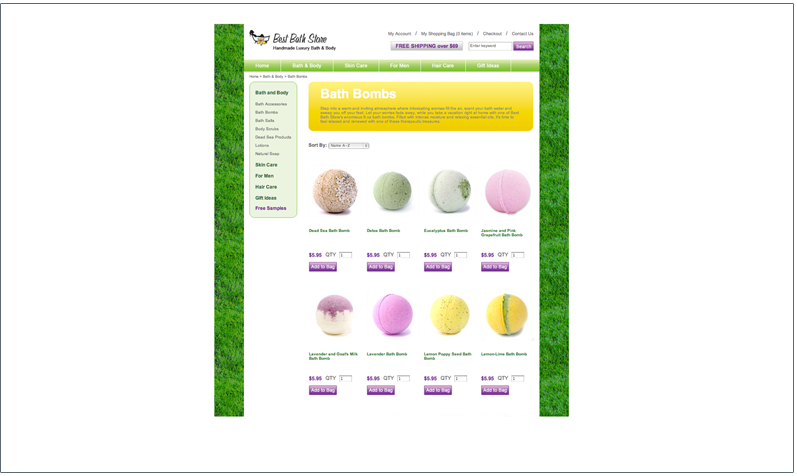 Best Bath Store
Handmade Luxury Bath & Body
My Account / My Shopping Bag (0 items) / Checkout / Contact Us
FREE SHIPPING over $69
Enter keyword
Search
Home
Bath & Body
Skin Care
For Men
Hair Care
Gift Ideas
Home > Bath & Body > Bath Bombs
Bath and Body
Bath Accessories
Bath Bombs
Bath Salts
Body Scrubs
Dead Sea Products
Lotions
Natural Soap
Skin Care
For Men
Hair Care
Gift Ideas
Free Samples
Bath Bombs
Sort By: Name A-Z
Dead Sea Bath Bomb
Detox Bath Bomb
Eucalyptus Bath Bomb
Jasmine and Pink
Grapefruit Bath Bomb
$5.95 QTY 1
$5.95 QTY 1
$5.95 QTY 1
$5.95 QTY 1
Add to Bag
Add to Bag
Add to Bag
Add to Bag
Lavender and Goat's Milk
Bath Bomb
Lavender Bath Bomb
Lemon Poppy Seed Bath
Bomb
Lemon-Lime Bath Bomb
$5.95 QTY 1
$5.95 QTY 1
$5.95 QTY 1
$5.95 QTY 1
Add to Bag
Add to Bag
Add to Bag
Add to Bag